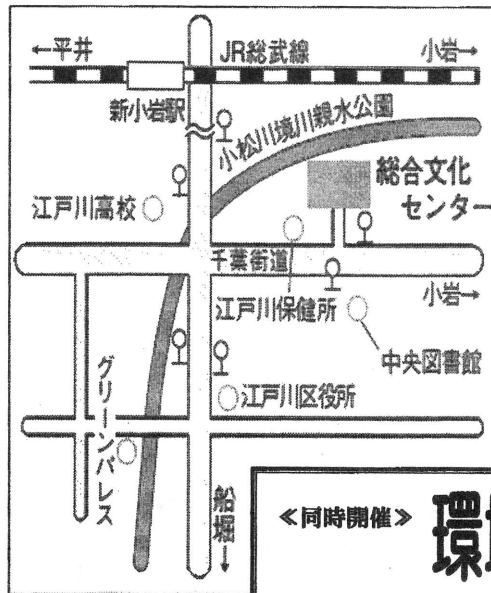 ←平井
JR総武線
小岩→
新小岩駅
小松川境川親水公園
総合文化
センター
江戸川高校
千葉街道
小岩→
江戸川保健所
中央図書館
グリーンパレス
江戸川区役所
船堀↓
≪同時開催≫
環